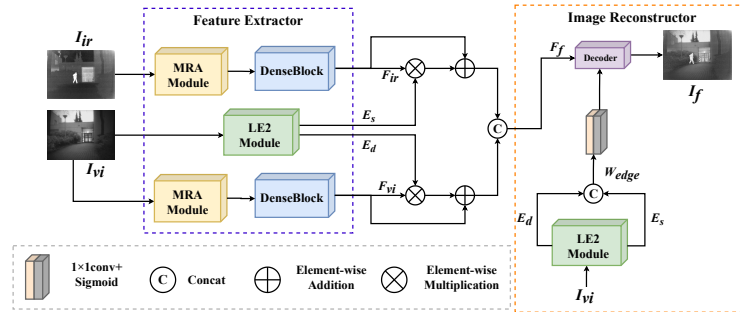 Feature Extractor
Image Reconstructor
I_ir
MRA
Module
DenseBlock
F_ir
F_f
Decoder
I_f
LE2
Module
E_s
E_d
C
I_vi
MRA
Module
DenseBlock
F_vi
W_edge
C
E_d
E_s
LE2
Module
I_vi
1×1conv+
Sigmoid
C
Concat
Element-wise
Addition
Element-wise
Multiplication